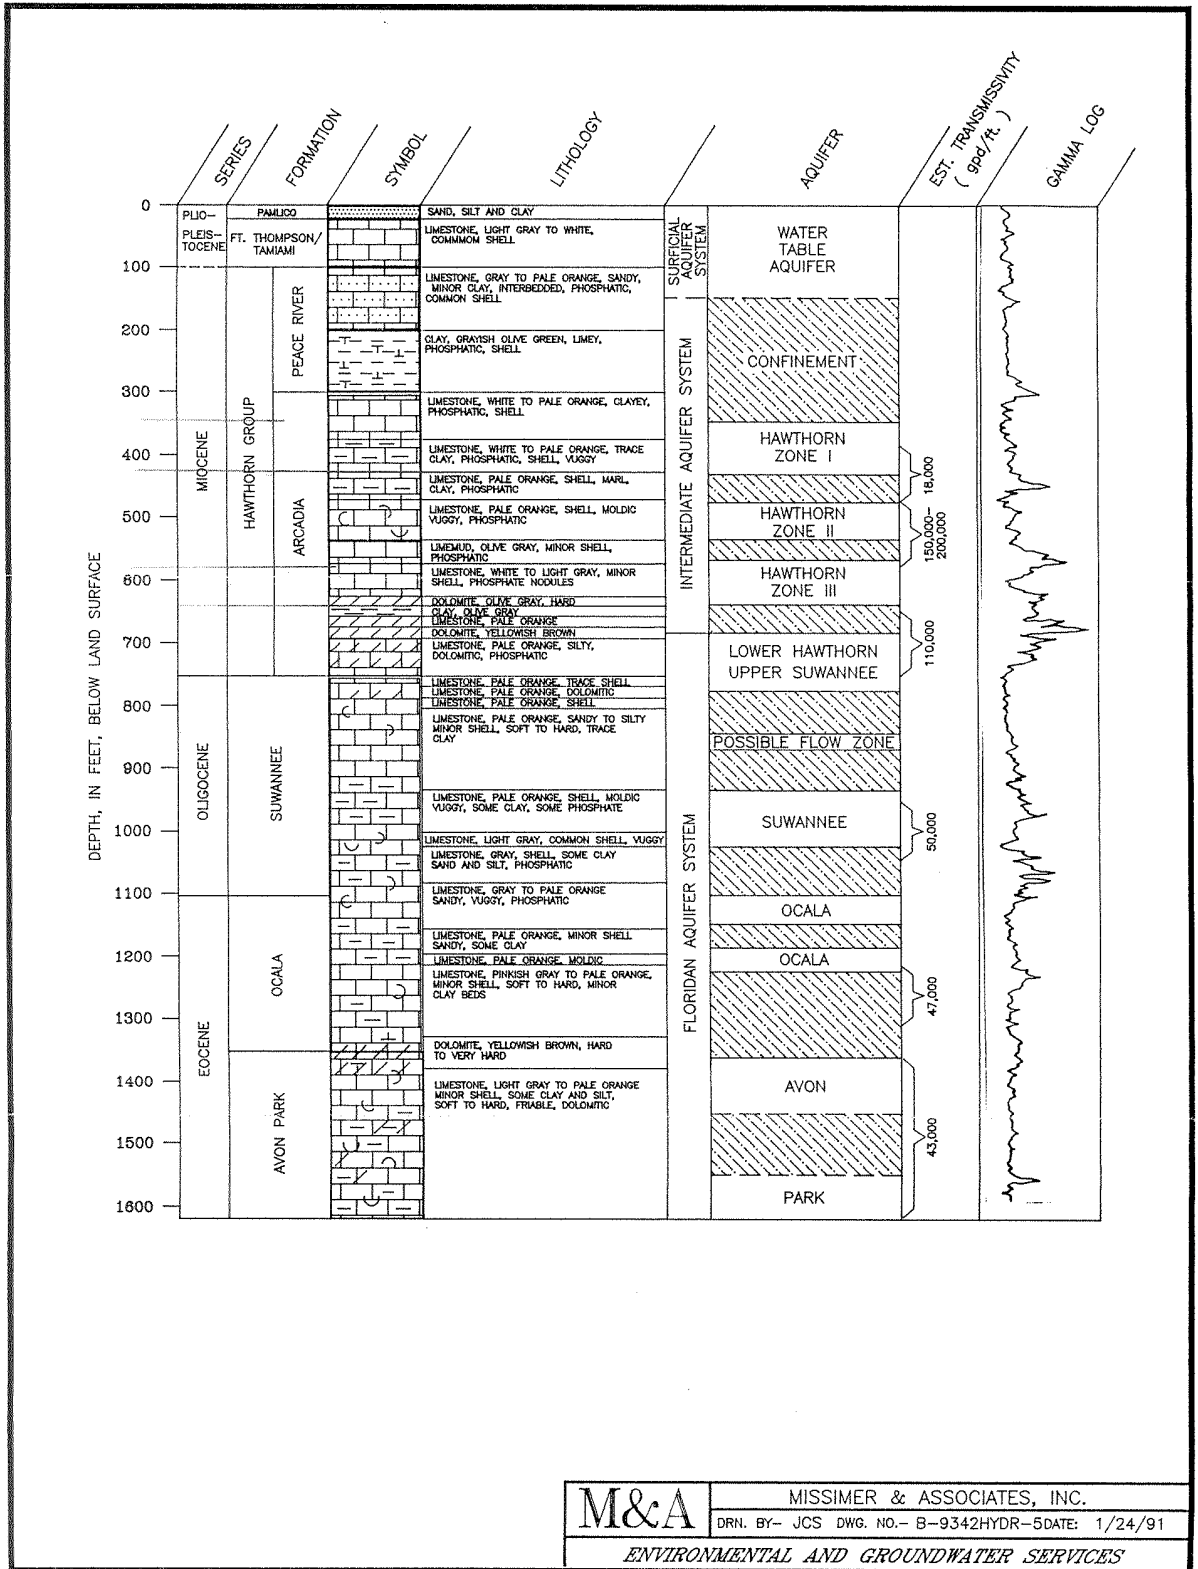 SERIES
FORMATION
SYMBOL
LITHOLOGY
AQUIFER
EST. TRANSMISSIVITY
( gpd/ft. )
GAMMA LOG
DEPTH, IN FEET, BELOW LAND SURFACE
0
100
200
300
400
500
600
700
800
900
1000
1100
1200
1300
1400
1500
1600
PLIO-
PLEIS-
TOCENE
MIOCENE
OLIGOCENE
EOCENE
PAMLICO
FT. THOMPSON/
TAMIAMI
HAWTHORN GROUP
PEACE RIVER
ARCADIA
SUWANNEE
OCALA
AVON PARK
SAND, SILT AND CLAY
LIMESTONE, LIGHT GRAY TO WHITE,
COMMMOM SHELL
LIMESTONE, GRAY TO PALE ORANGE, SANDY,
MINOR CLAY, INTERBEDDED, PHOSPHATIC,
COMMON SHELL
CLAY, GRAYISH OLIVE GREEN, LIMEY,
PHOSPHATIC, SHELL
LIMESTONE, WHITE TO PALE ORANGE, CLAYEY,
PHOSPHATIC, SHELL
LIMESTONE, WHITE TO PALE ORANGE, TRACE
CLAY, PHOSPHATIC, SHELL, VUGGY
LIMESTONE, PALE ORANGE, SHELL, MARL,
CLAY, PHOSPHATIC
LIMESTONE, PALE ORANGE, SHELL, MOLDIC
VUGGY, PHOSPHATIC
LIMEMUD, OLIVE GRAY, MINOR SHELL,
PHOSPHATIC
LIMESTONE, WHITE TO LIGHT GRAY, MINOR
SHELL, PHOSPHATE NODULES
DOLOMITE, OLIVE GRAY, HARD
CLAY, OLIVE GRAY
LIMESTONE, PALE ORANGE
DOLOMITE, YELLOWISH BROWN
LIMESTONE, PALE ORANGE, SILTY,
DOLOMITIC, PHOSPHATIC
LIMESTONE, PALE ORANGE, TRACE SHELL
LIMESTONE, PALE ORANGE, DOLOMITIC
LIMESTONE, PALE ORANGE, SHELL
LIMESTONE, PALE ORANGE, SANDY TO SILTY
MINOR SHELL, SOFT TO HARD, TRACE
CLAY
LIMESTONE, PALE ORANGE, SHELL, MOLDIC
VUGGY, SOME CLAY, SOME PHOSPHATE
LIMESTONE, LIGHT GRAY, COMMON SHELL, VUGGY
LIMESTONE, GRAY, SHELL, SOME CLAY
SAND AND SILT, PHOSPHATIC
LIMESTONE, GRAY TO PALE ORANGE
SANDY, VUGGY, PHOSPHATIC
LIMESTONE, PALE ORANGE, MINOR SHELL
SANDY, SOME CLAY
LIMESTONE, PALE ORANGE, MOLDIC
LIMESTONE, PINKISH GRAY TO PALE ORANGE,
MINOR SHELL, SOFT TO HARD, MINOR
CLAY BEDS
DOLOMITE, YELLOWISH BROWN, HARD
TO VERY HARD
LIMESTONE, LIGHT GRAY TO PALE ORANGE
MINOR SHELL, SOME CLAY AND SILT,
SOFT TO HARD, FRIABLE, DOLOMITIC
SURFICIAL
AQUIFER
SYSTEM
INTERMEDIATE AQUIFER SYSTEM
FLORIDAN AQUIFER SYSTEM
WATER
TABLE
AQUIFER
CONFINEMENT
HAWTHORN
ZONE I
HAWTHORN
ZONE II
HAWTHORN
ZONE III
LOWER HAWTHORN
UPPER SUWANNEE
POSSIBLE FLOW ZONE
SUWANNEE
OCALA
OCALA
AVON
PARK
18,000
150,000-
200,000
110,000
50,000
47,000
43,000
M&A
MISSIMER & ASSOCIATES, INC.
DRN. BY- JCS DWG. NO.- B-9342HYDR-5DATE: 1/24/91
ENVIRONMENTAL AND GROUNDWATER SERVICES